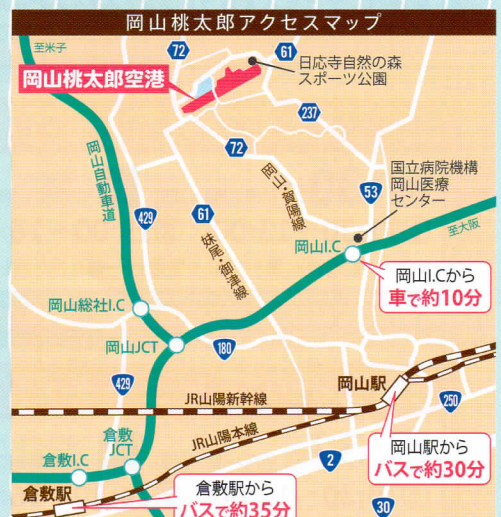 岡山桃太郎アクセスマップ
至米子
72
61
日応寺自然の森
スポーツ公園
岡山桃太郎空港
237
72
岡山自動車道
岡山・賀陽線
国立病院機構
岡山医療
センター
53
429
61
妹尾・御津線
岡山I.C
至大阪
岡山I.Cから
車で約10分
岡山総社I.C
岡山JCT
180
429
岡山駅
JR山陽新幹線
250
JR山陽本線
倉敷
JCT
倉敷I.C
2
岡山駅から
バスで約30分
倉敷駅
倉敷駅から
バスで約35分
30